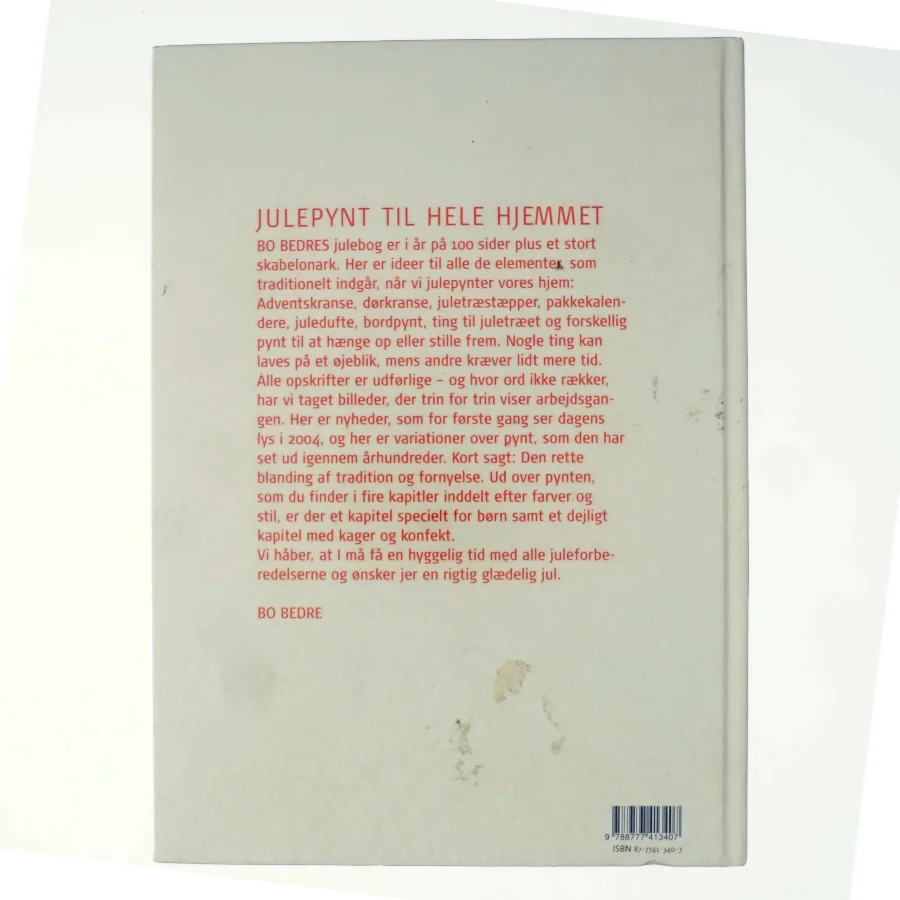 JULEPYNT TIL HELE HJEMMET
BO BEDRES julebog er i år på 100 sider plus et stort
skabelonark. Her er ideer til alle de elementer, som
traditionelt indgår, når vi julepynter vores hjem:
Adventskranse, dørkranse, juletræstæpper, pakkekalen-
dere, juledufte, bordpynt, ting til juletræet og forskellig
pynt til at hænge op eller stille frem. Nogle ting kan
laves på et øjeblik, mens andre kræver lidt mere tid.
Alle opskrifter er udførlige – og hvor ord ikke rækker,
har vi taget billeder, der trin for trin viser arbejdsgan-
gen. Her er nyheder, som for første gang ser dagens
lys i 2004, og her er variationer over pynt, som den har
set ud igennem århundreder. Kort sagt: Den rette
blanding af tradition og fornyelse. Ud over pynten,
som du finder i fire kapitler inddelt efter farver og
stil, er der et kapitel specielt for børn samt et dejligt
kapitel med kager og konfekt.
Vi håber, at I må få en hyggelig tid med alle juleforbe-
redelserne og ønsker jer en rigtig glædelig jul.
BO BEDRE
9 788777 413407
ISBN 87-7741-340-7